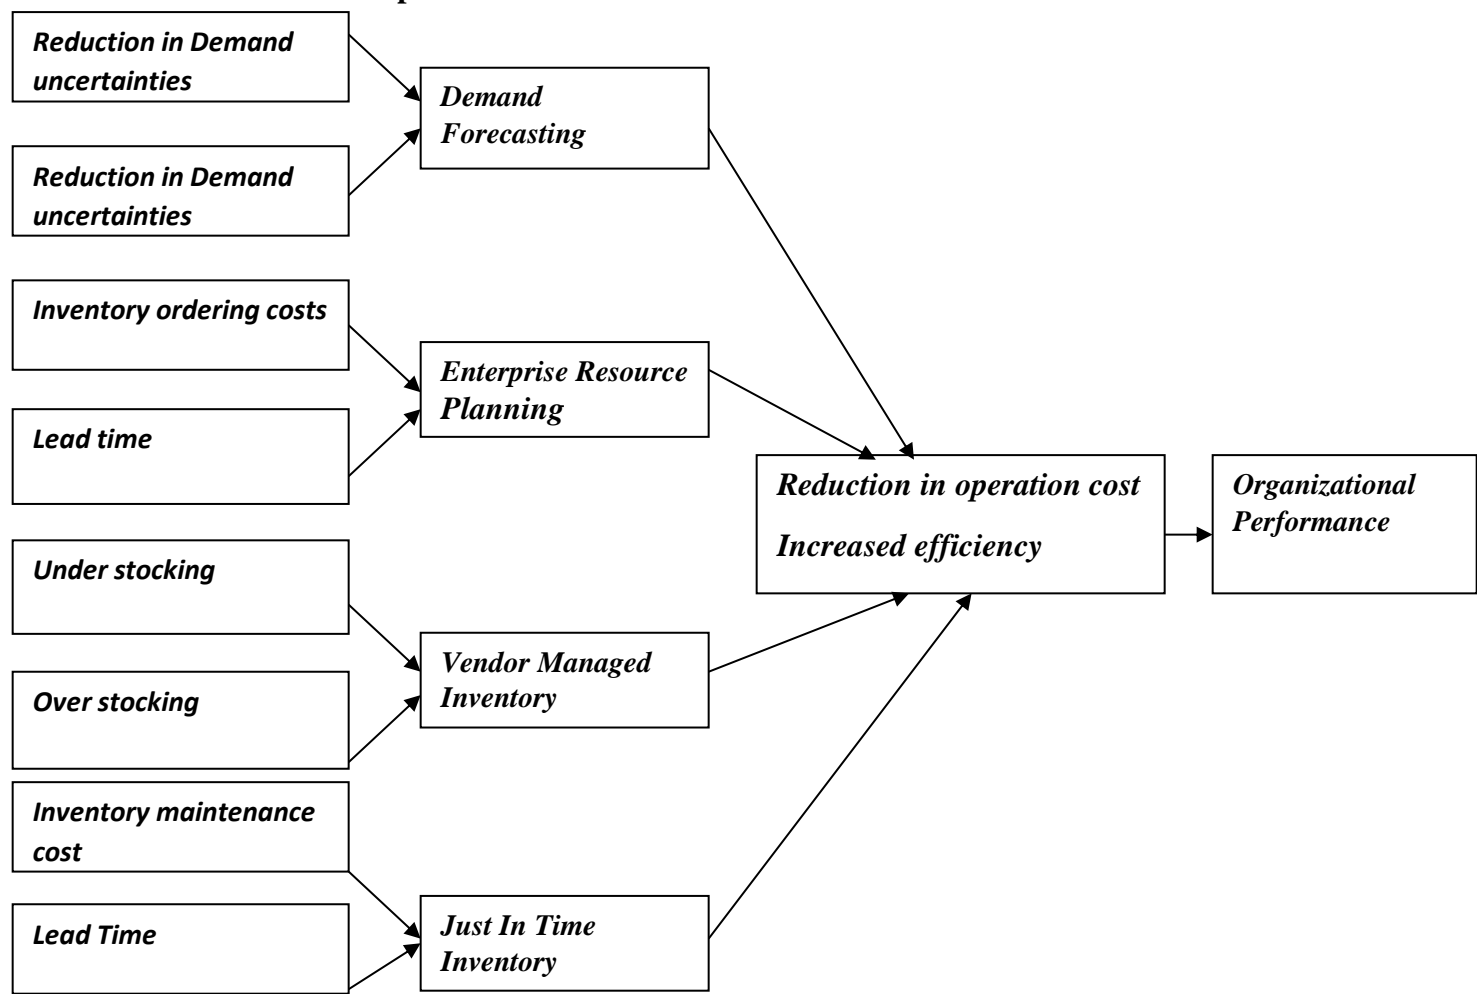 Reduction in Demand
uncertainties
Demand
Forecasting
Reduction in Demand
uncertainties
Inventory ordering costs
Enterprise Resource
Planning
Lead time
Reduction in operation cost
Increased efficiency
Organizational
Performance
Under stocking
Vendor Managed
Inventory
Over stocking
Inventory maintenance
cost
Lead Time
Just In Time
Inventory